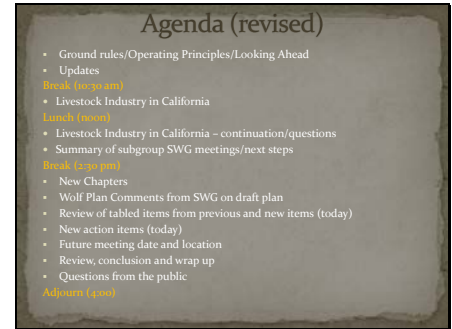 Agenda (revised)
▪ Ground rules/Operating Principles/Looking Ahead
▪ Updates
Break (10:30 am)
• Livestock Industry in California
Lunch (noon)
• Livestock Industry in California – continuation/questions
• Summary of subgroup SWG meetings/next steps
Break (2:30 pm)
▪ New Chapters
▪ Wolf Plan Comments from SWG on draft plan
▪ Review of tabled items from previous and new items (today)
▪ New action items (today)
▪ Future meeting date and location
▪ Review, conclusion and wrap up
▪ Questions from the public
Adjourn (4:00)